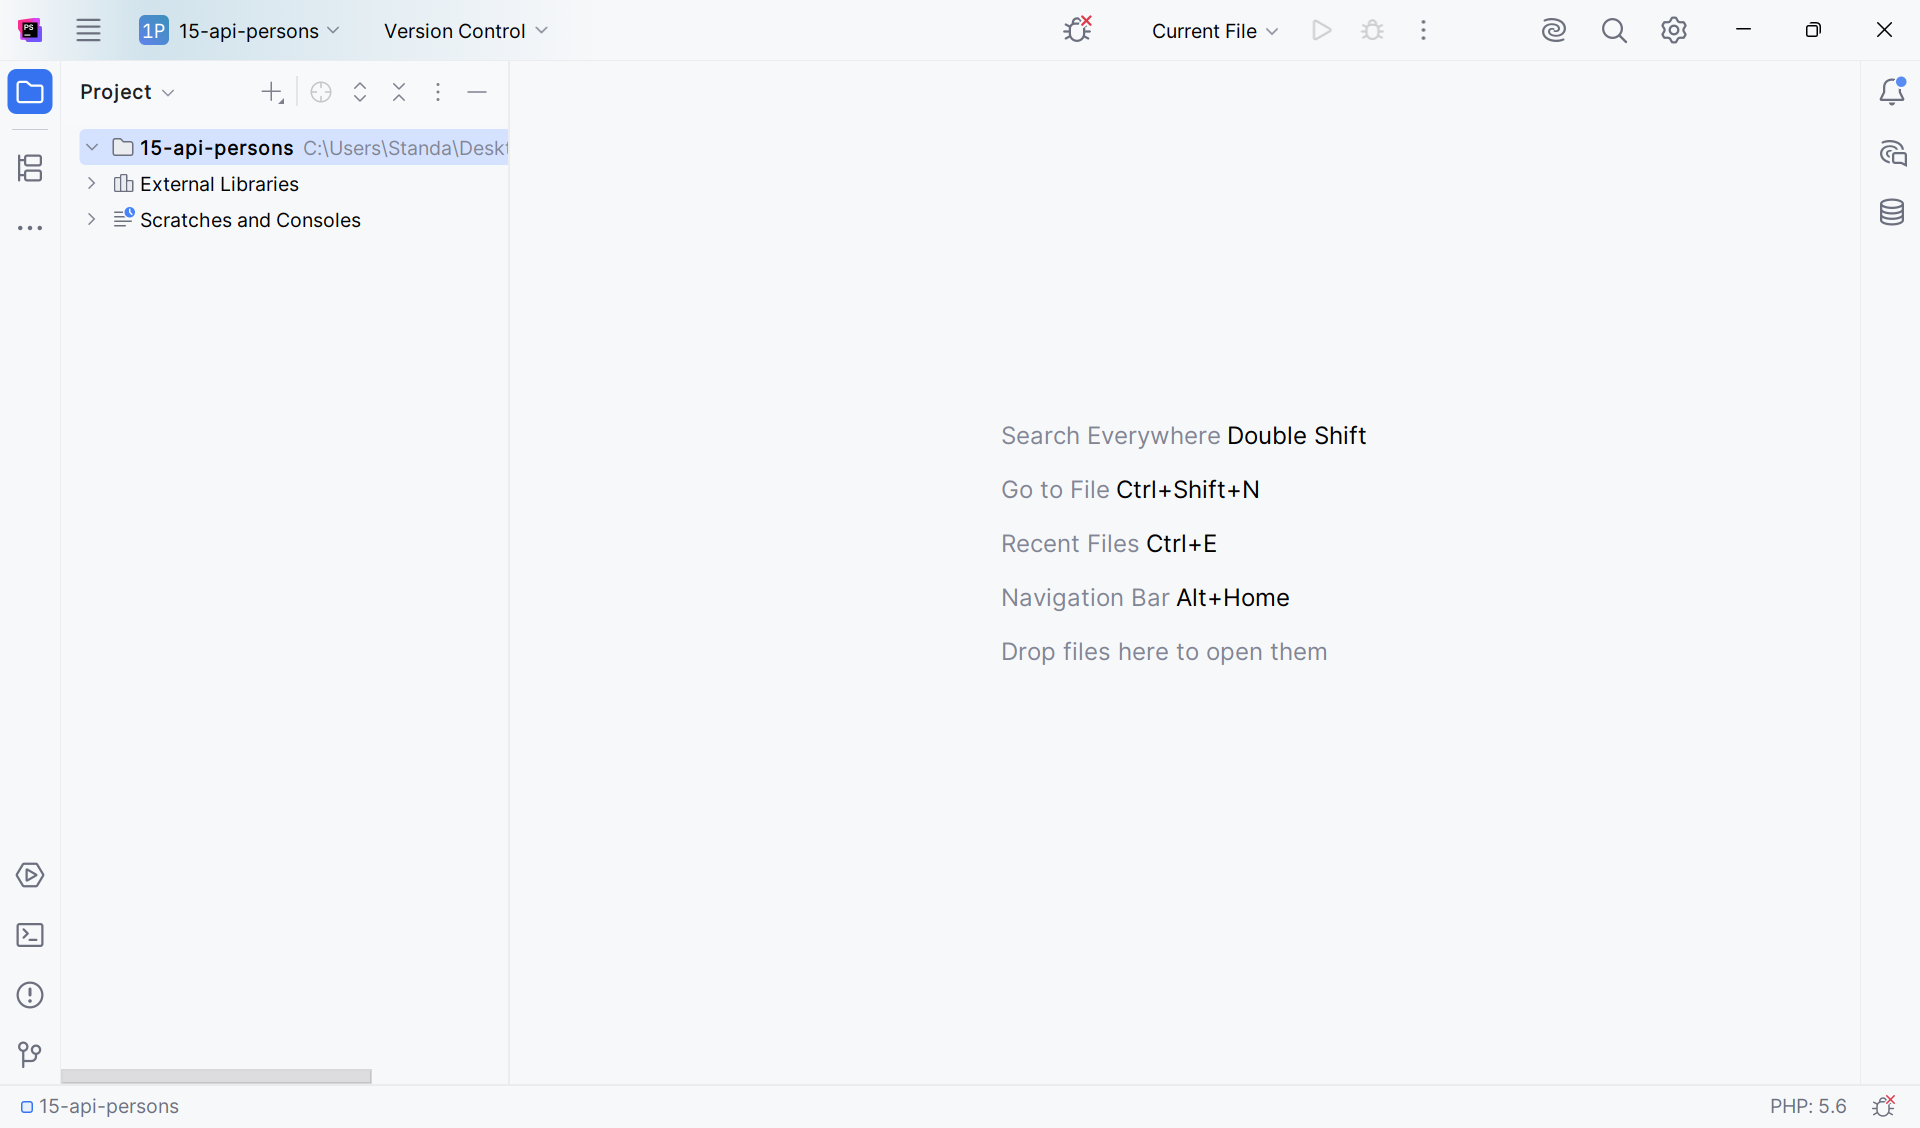 1P 15-api-persons Version Control Current File
Project
15-api-persons C:\Users\Standa\Deskt
External Libraries
Scratches and Consoles
Search Everywhere Double Shift
Go to File Ctrl+Shift+N
Recent Files Ctrl+E
Navigation Bar Alt+Home
Drop files here to open them
15-api-persons PHP: 5.6